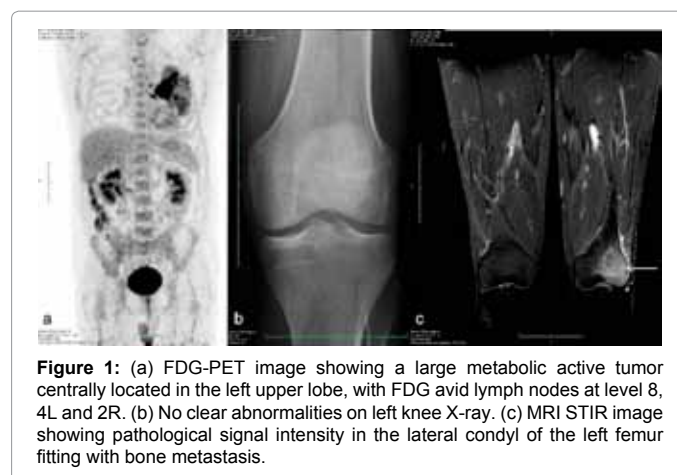 a
b
c
Figure 1: (a) FDG-PET image showing a large metabolic active tumor
centrally located in the left upper lobe, with FDG avid lymph nodes at level 8,
4L and 2R. (b) No clear abnormalities on left knee X-ray. (c) MRI STIR image
showing pathological signal intensity in the lateral condyl of the left femur
fitting with bone metastasis.